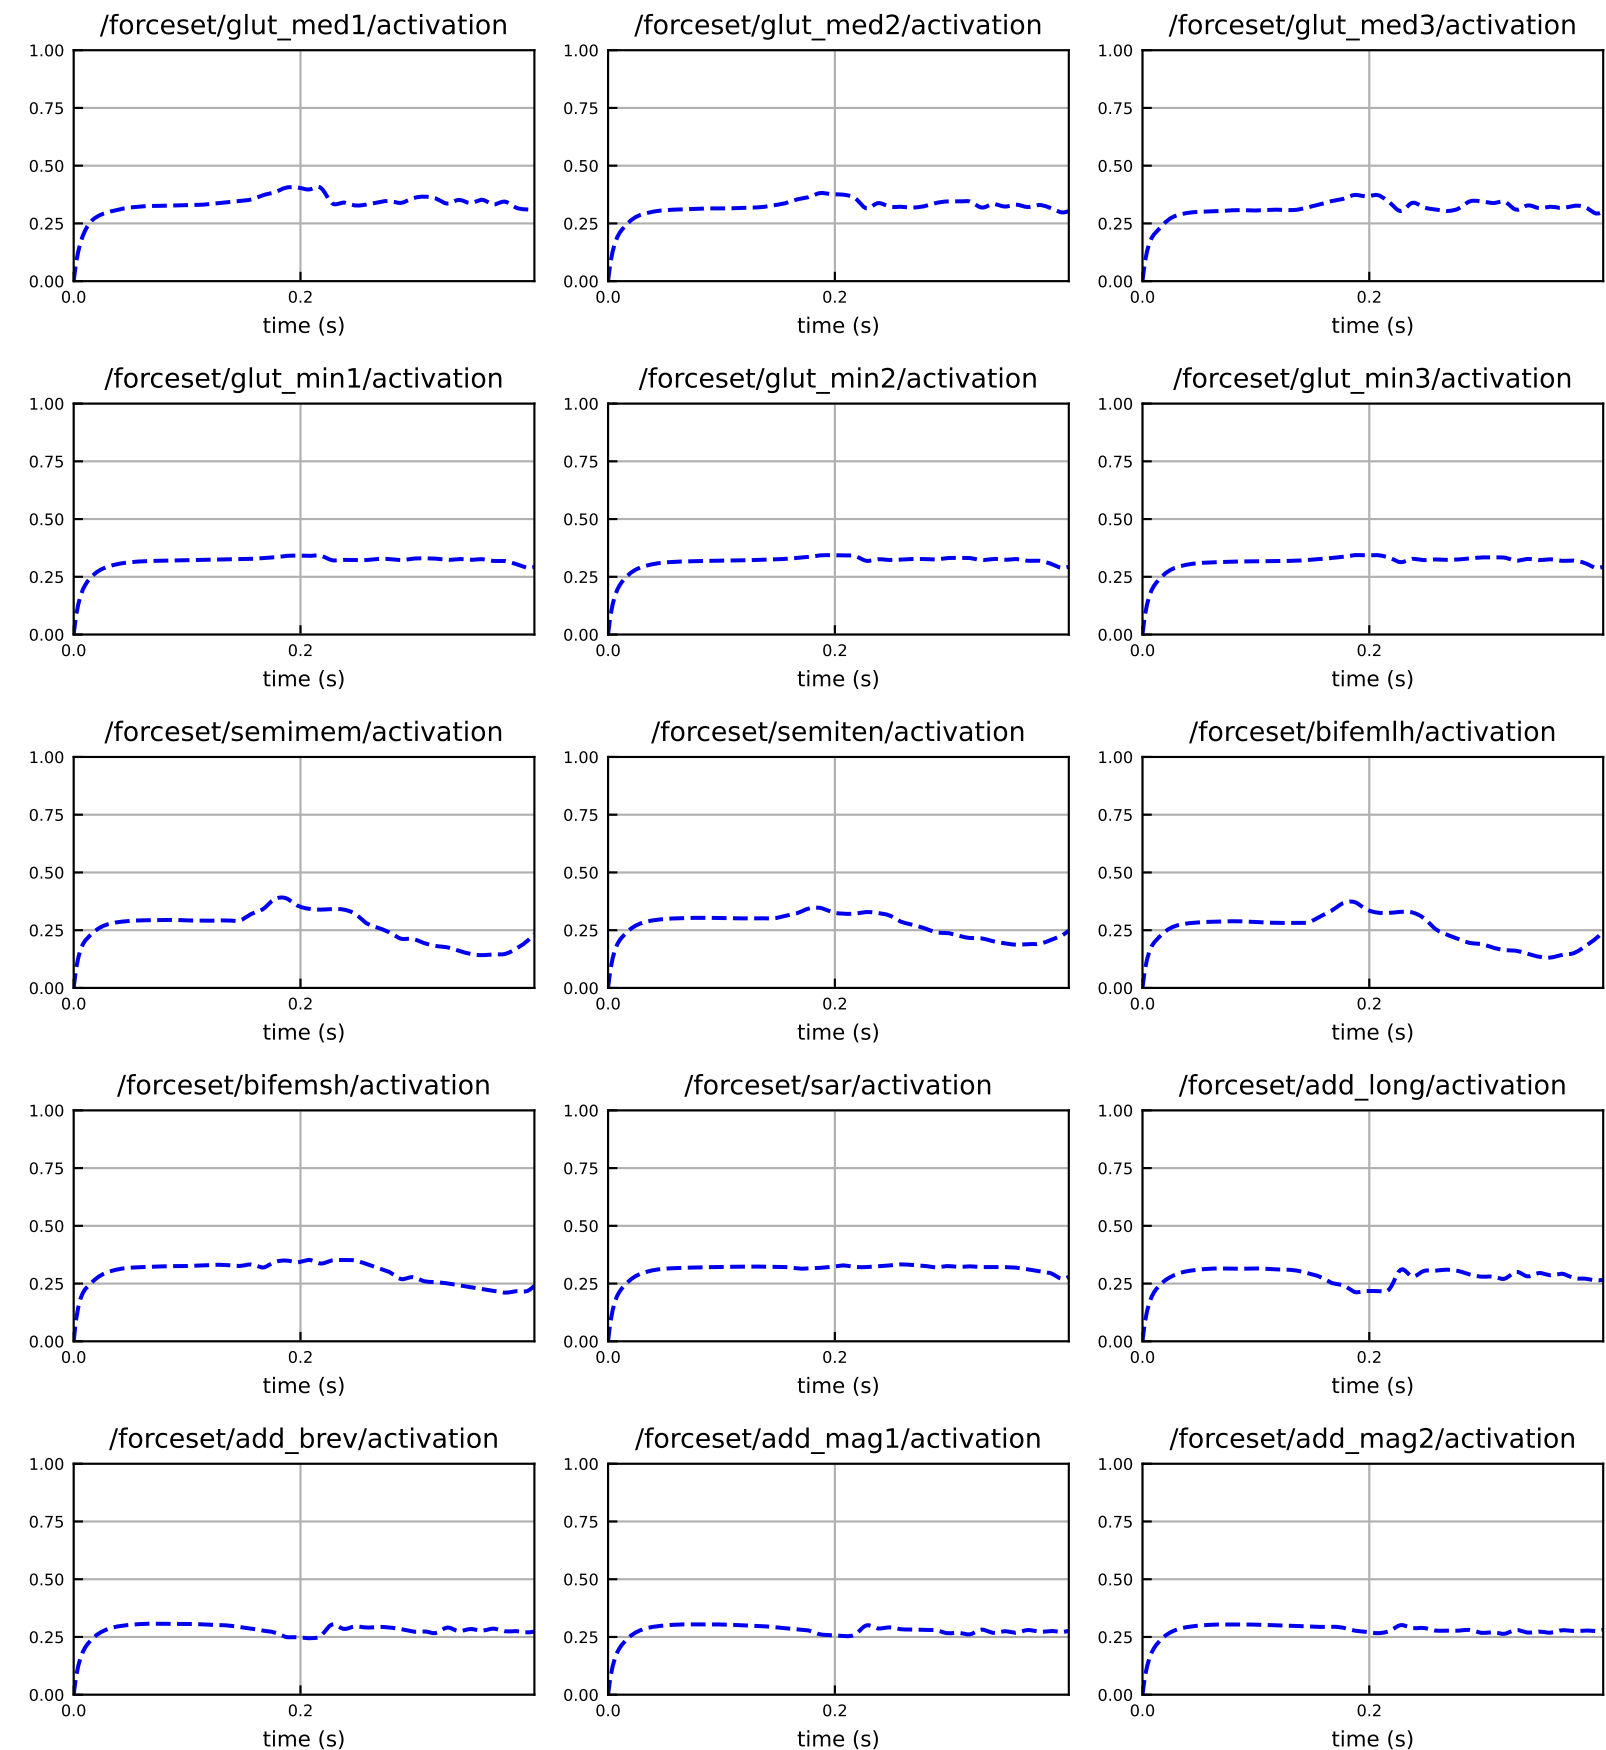 /forceset/glut_med1/activation /forceset/glut_med2/activation /forceset/glut_med3/activation
1.00 1.00 1.00
0.75 0.75 0.75
0.50 0.50 0.50
0.25 0.25 0.25
0.00 0.00 0.00
0.0 0.2 0.0 0.2 0.0 0.2
time (s) time (s) time (s)
/forceset/glut_min1/activation /forceset/glut_min2/activation /forceset/glut_min3/activation
1.00 1.00 1.00
0.75 0.75 0.75
0.50 0.50 0.50
0.25 0.25 0.25
0.00 0.00 0.00
0.0 0.2 0.0 0.2 0.0 0.2
time (s) time (s) time (s)
/forceset/semimem/activation /forceset/semiten/activation /forceset/bifemlh/activation
1.00 1.00 1.00
0.75 0.75 0.75
0.50 0.50 0.50
0.25 0.25 0.25
0.00 0.00 0.00
0.0 0.2 0.0 0.2 0.0 0.2
time (s) time (s) time (s)
/forceset/bifemsh/activation /forceset/sar/activation /forceset/add_long/activation
1.00 1.00 1.00
0.75 0.75 0.75
0.50 0.50 0.50
0.25 0.25 0.25
0.00 0.00 0.00
0.0 0.2 0.0 0.2 0.0 0.2
time (s) time (s) time (s)
/forceset/add_brev/activation /forceset/add_mag1/activation /forceset/add_mag2/activation
1.00 1.00 1.00
0.75 0.75 0.75
0.50 0.50 0.50
0.25 0.25 0.25
0.00 0.00 0.00
0.0 0.2 0.0 0.2 0.0 0.2
time (s) time (s) time (s)